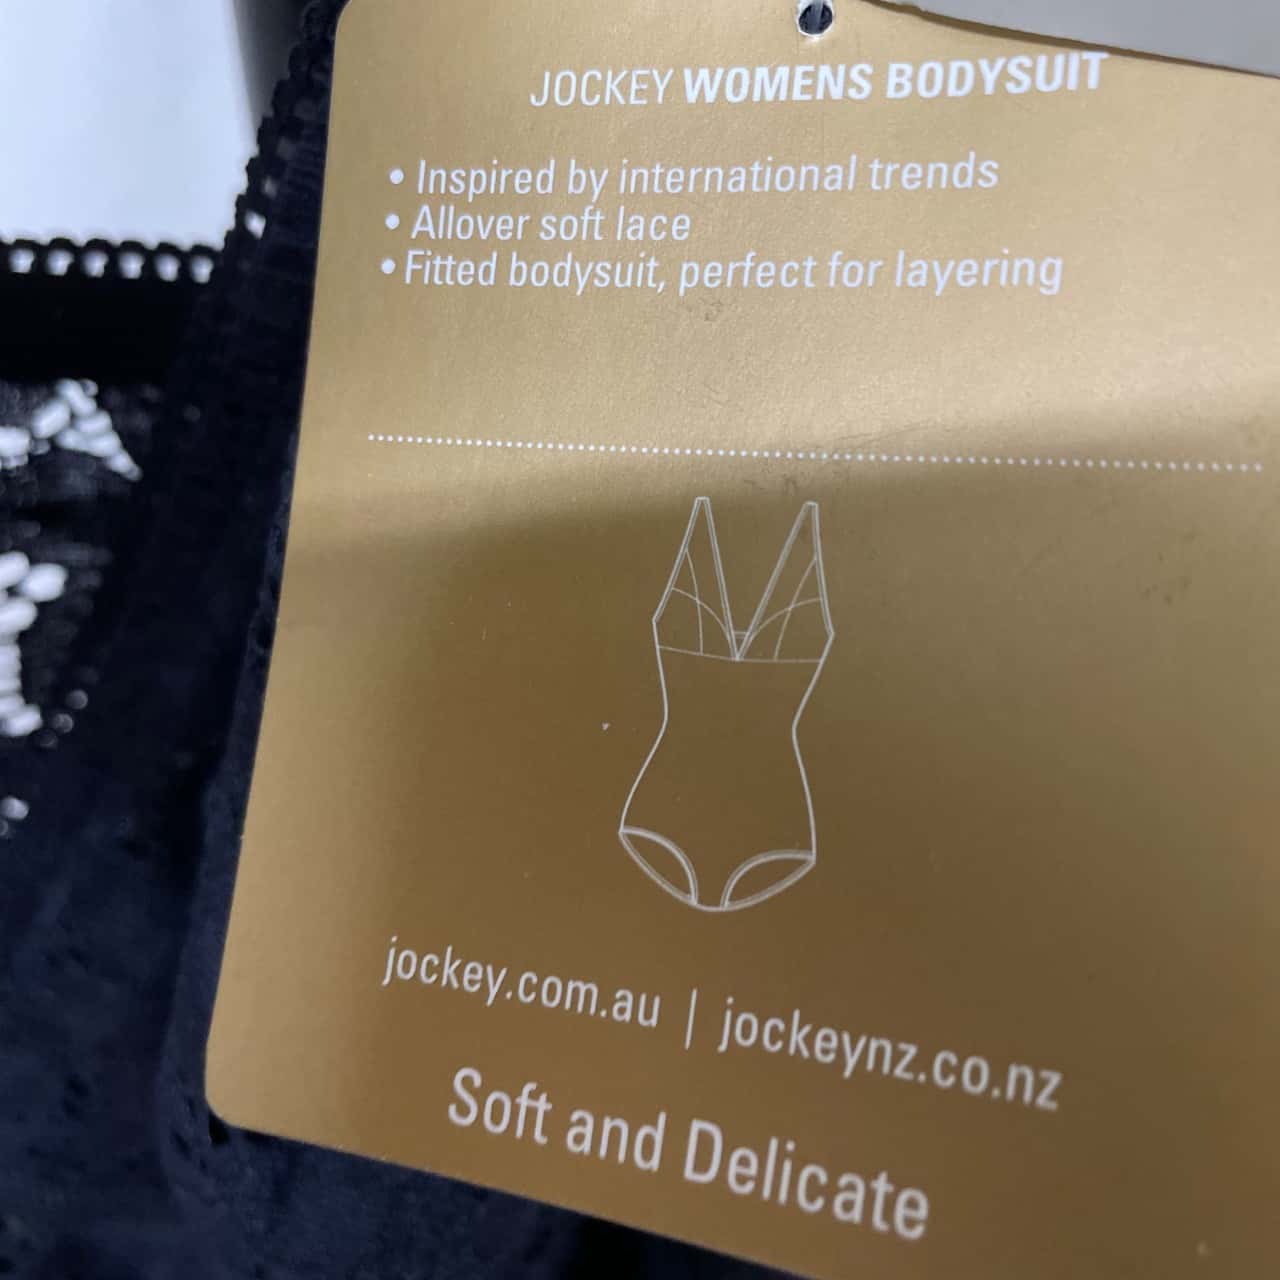 JOCKEY WOMENS BODYSUIT
• Inspired by international trends
• Allover soft lace
• Fitted bodysuit, perfect for layering
jockey.com.au | jockeynz.co.nz
Soft and Delicate